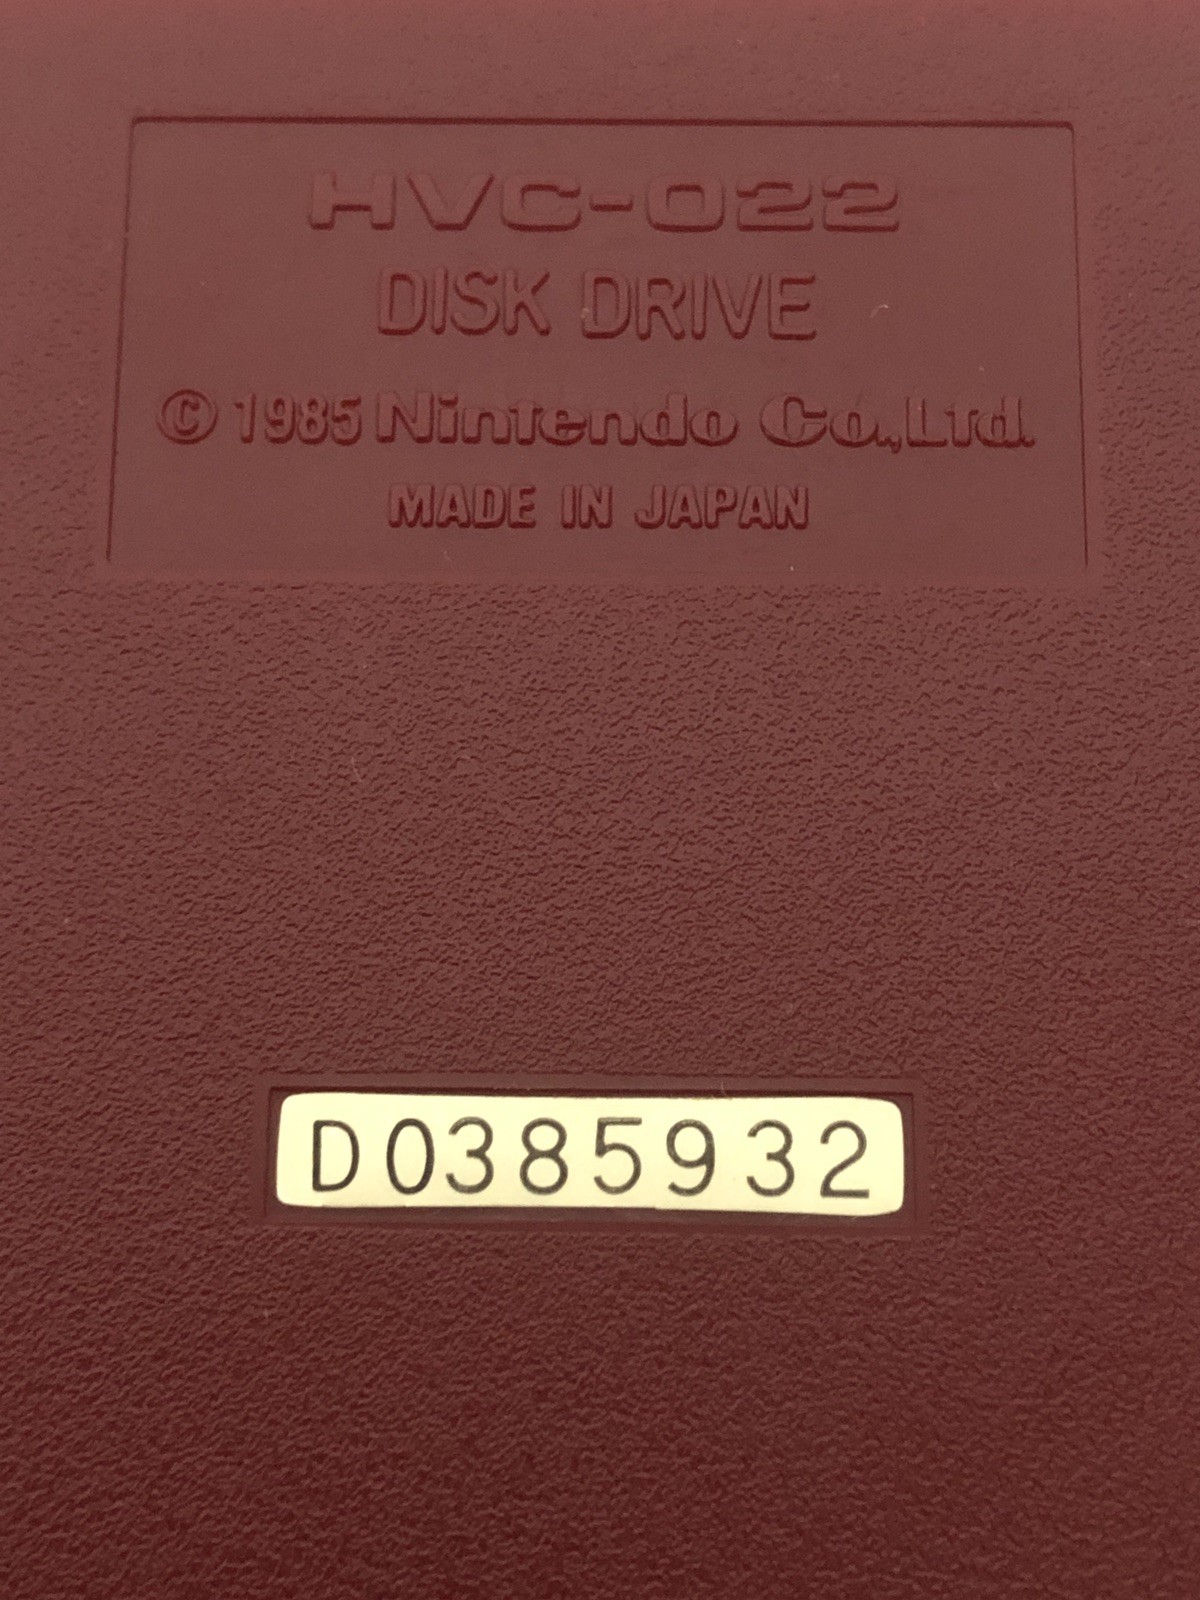 HVC-022
DISK DRIVE
© 1985 Nintendo Co.,Ltd.
MADE IN JAPAN
D0385932